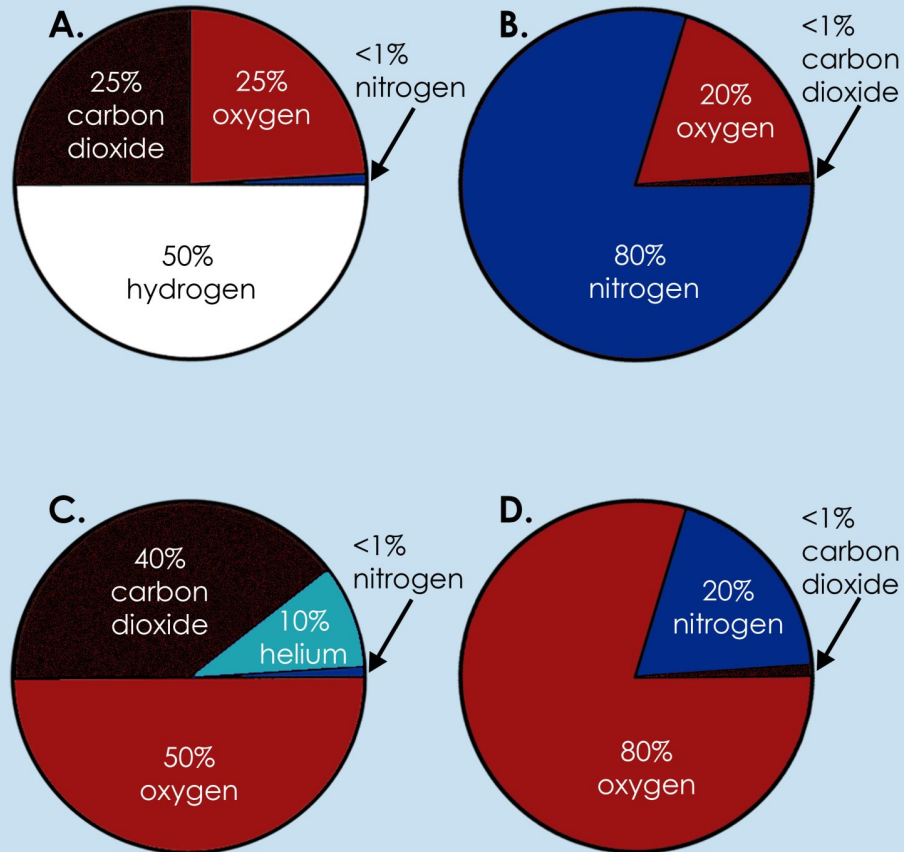 A.
25%
carbon
dioxide
25%
oxygen
<1%
nitrogen
50%
hydrogen
B.
20%
oxygen
<1%
carbon
dioxide
80%
nitrogen
C.
40%
carbon
dioxide
10%
helium
<1%
nitrogen
50%
oxygen
D.
20%
nitrogen
<1%
carbon
dioxide
80%
oxygen